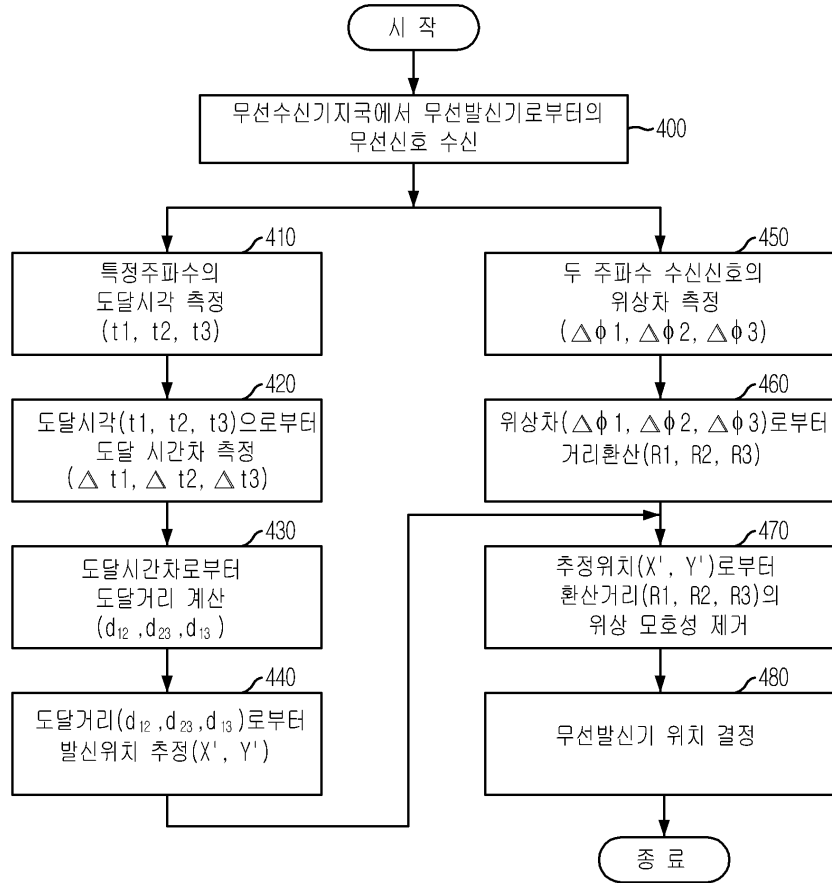 시 작
무선수신기지국에서 무선발신기로부터의
무선신호 수신
400
410
특정주파수의
도달시각 측정
(t1, t2, t3)
420
도달시각(t1, t2, t3)으로부터
도달 시간차 측정
(△ t1, △ t2, △ t3)
430
도달시간차로부터
도달거리 계산
(d₁₂ ,d₂₃ ,d₁₃ )
440
도달거리(d₁₂ ,d₂₃ ,d₁₃ )로부터
발신위치 추정(X', Y')
450
두 주파수 수신신호의
위상차 측정
(△ϕ1, △ϕ2, △ϕ3)
460
위상차(△ϕ1, △ϕ2, △ϕ3)로부터
거리환산(R1, R2, R3)
470
추정위치(X', Y')로부터
환산거리(R1, R2, R3)의
위상 모호성 제거
480
무선발신기 위치 결정
종 료